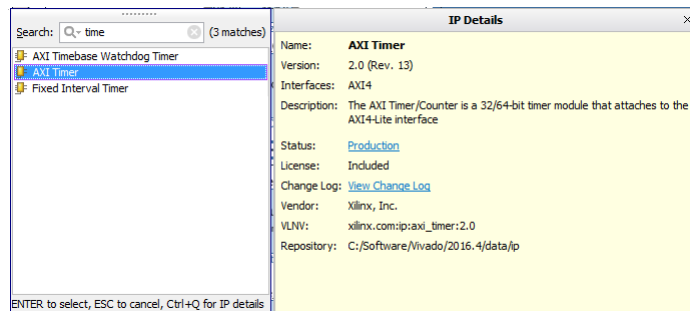 Search: time (3 matches)
AXI Timebase Watchdog Timer
AXI Timer
Fixed Interval Timer
ENTER to select, ESC to cancel, Ctrl+Q for IP details
IP Details
Name: AXI Timer
Version: 2.0 (Rev. 13)
Interfaces: AXI4
Description: The AXI Timer/Counter is a 32/64-bit timer module that attaches to the
AXI4-Lite interface
Status: Production
License: Included
Change Log: View Change Log
Vendor: Xilinx, Inc.
VLNV: xilinx.com:ip:axi_timer:2.0
Repository: C:/Software/Vivado/2016.4/data/ip